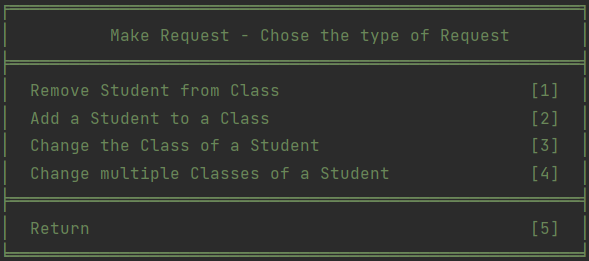 Make Request - Chose the type of Request
Remove Student from Class [1]
Add a Student to a Class [2]
Change the Class of a Student [3]
Change multiple Classes of a Student [4]
Return [5]